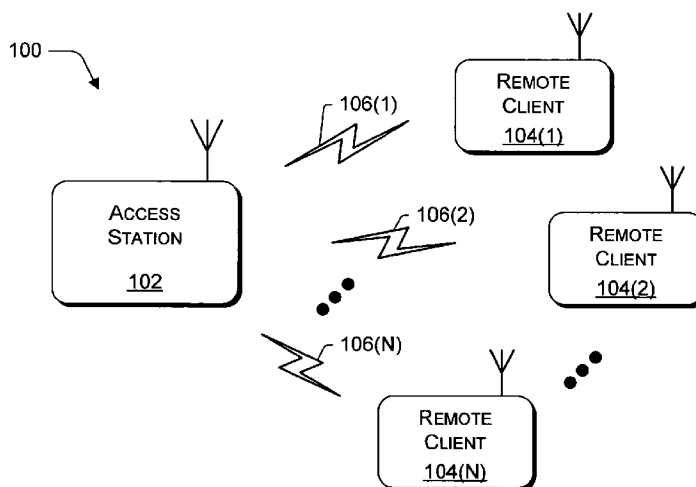 100
106(1)
REMOTE
CLIENT
104(1)
ACCESS
STATION
102
106(2)
REMOTE
CLIENT
104(2)
106(N)
REMOTE
CLIENT
104(N)